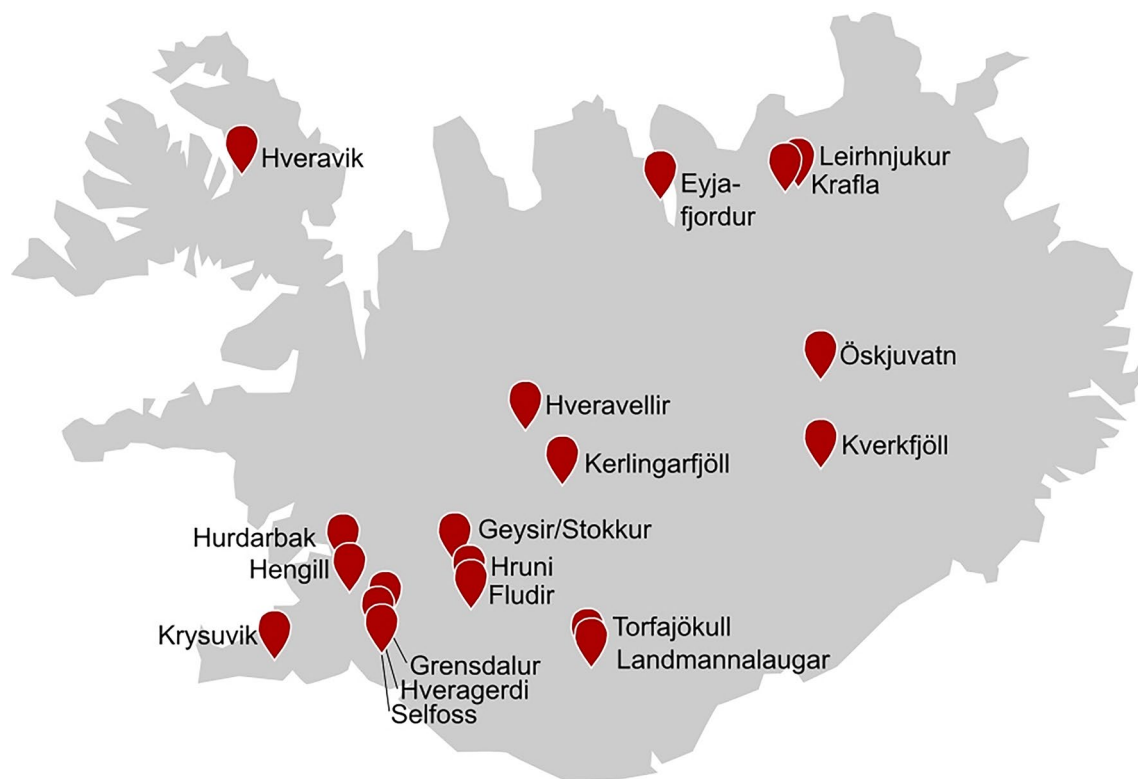 Hveravik
Leirhnjukur
Krafla
Eyja-
fjordur
Öskjuvatn
Hveravellir
Kverkfjöll
Kerlingarfjöll
Geysir/Stokkur
Hurdarbak
Hengill
Hruni
Fludir
Krysuvik
Torfajökull
Landmannalaugar
Grensdalur
Hveragerdi
Selfoss